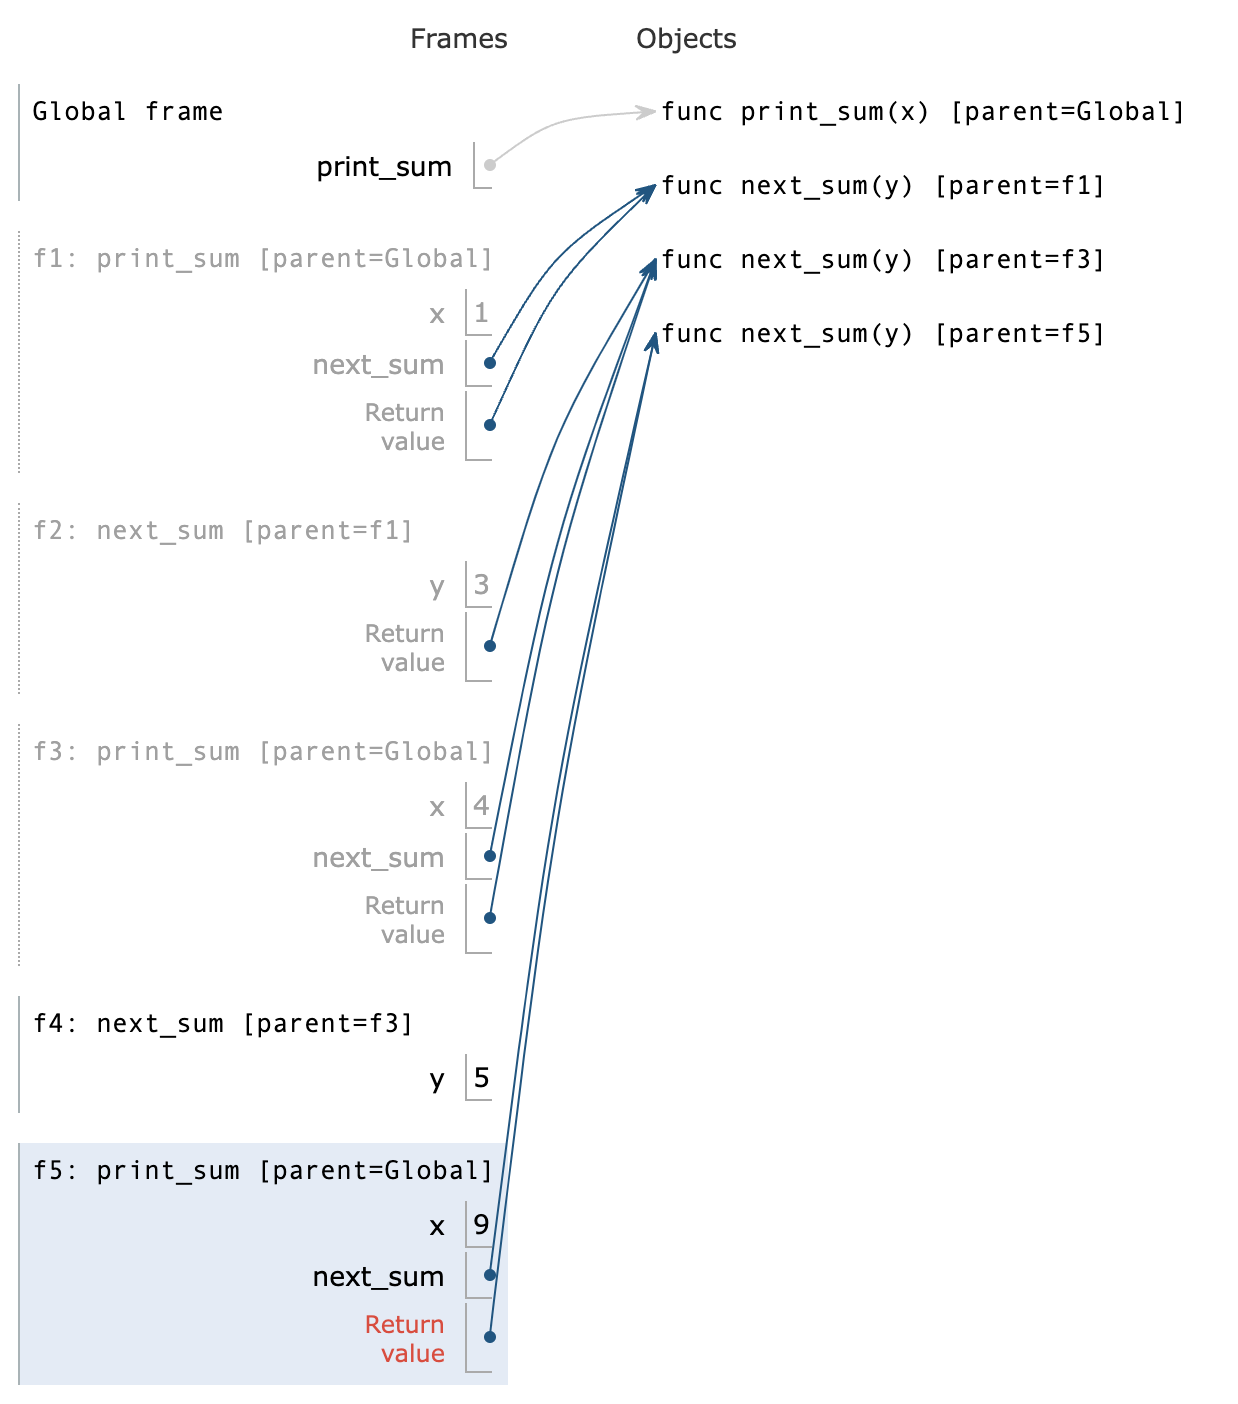 Frames Objects
Global frame
print_sum
func print_sum(x) [parent=Global]
func next_sum(y) [parent=f1]
func next_sum(y) [parent=f3]
func next_sum(y) [parent=f5]
f1: print_sum [parent=Global]
x 1
next_sum
Return
value
f2: next_sum [parent=f1]
y 3
Return
value
f3: print_sum [parent=Global]
x 4
next_sum
Return
value
f4: next_sum [parent=f3]
y 5
f5: print_sum [parent=Global]
x 9
next_sum
Return
value